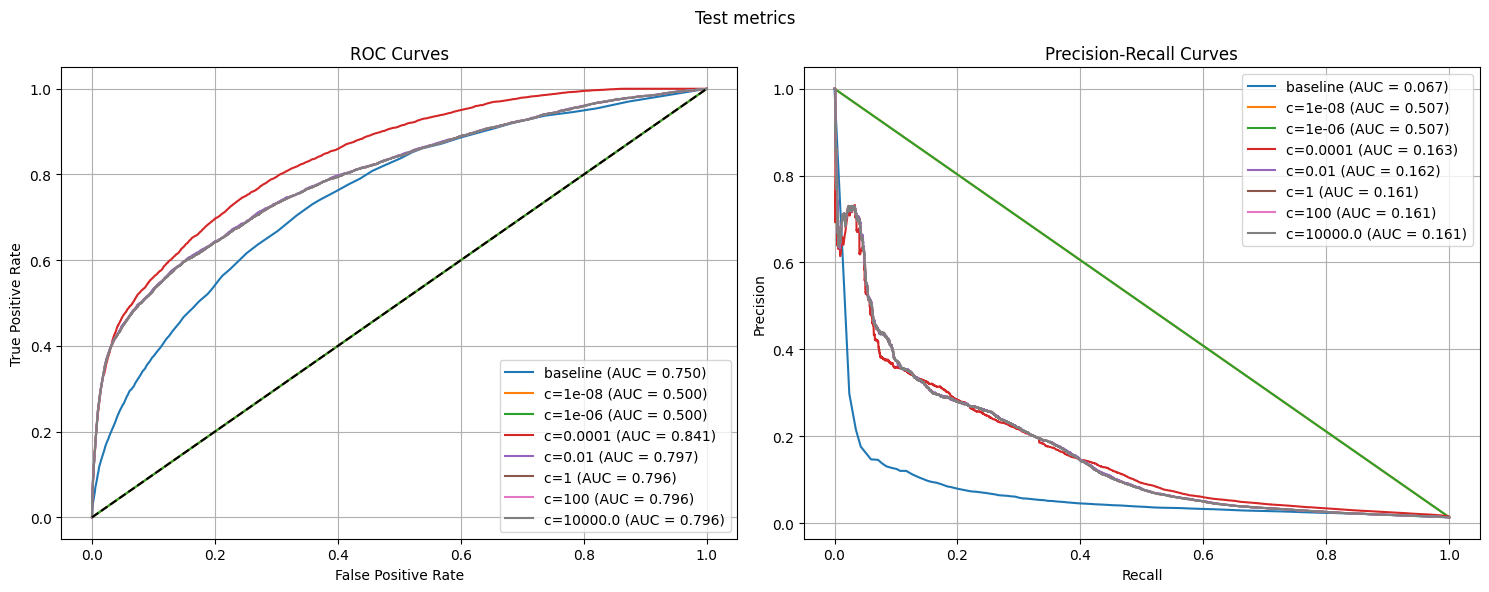 Test metrics
ROC Curves
True Positive Rate
1.0
0.8
0.6
0.4
0.2
0.0
baseline (AUC = 0.750)
c=1e-08 (AUC = 0.500)
c=1e-06 (AUC = 0.500)
c=0.0001 (AUC = 0.841)
c=0.01 (AUC = 0.797)
c=1 (AUC = 0.796)
c=100 (AUC = 0.796)
c=10000.0 (AUC = 0.796)
0.0 0.2 0.4 0.6 0.8 1.0
False Positive Rate
Precision-Recall Curves
Precision
1.0
0.8
0.6
0.4
0.2
0.0
baseline (AUC = 0.067)
c=1e-08 (AUC = 0.507)
c=1e-06 (AUC = 0.507)
c=0.0001 (AUC = 0.163)
c=0.01 (AUC = 0.162)
c=1 (AUC = 0.161)
c=100 (AUC = 0.161)
c=10000.0 (AUC = 0.161)
0.0 0.2 0.4 0.6 0.8 1.0
Recall